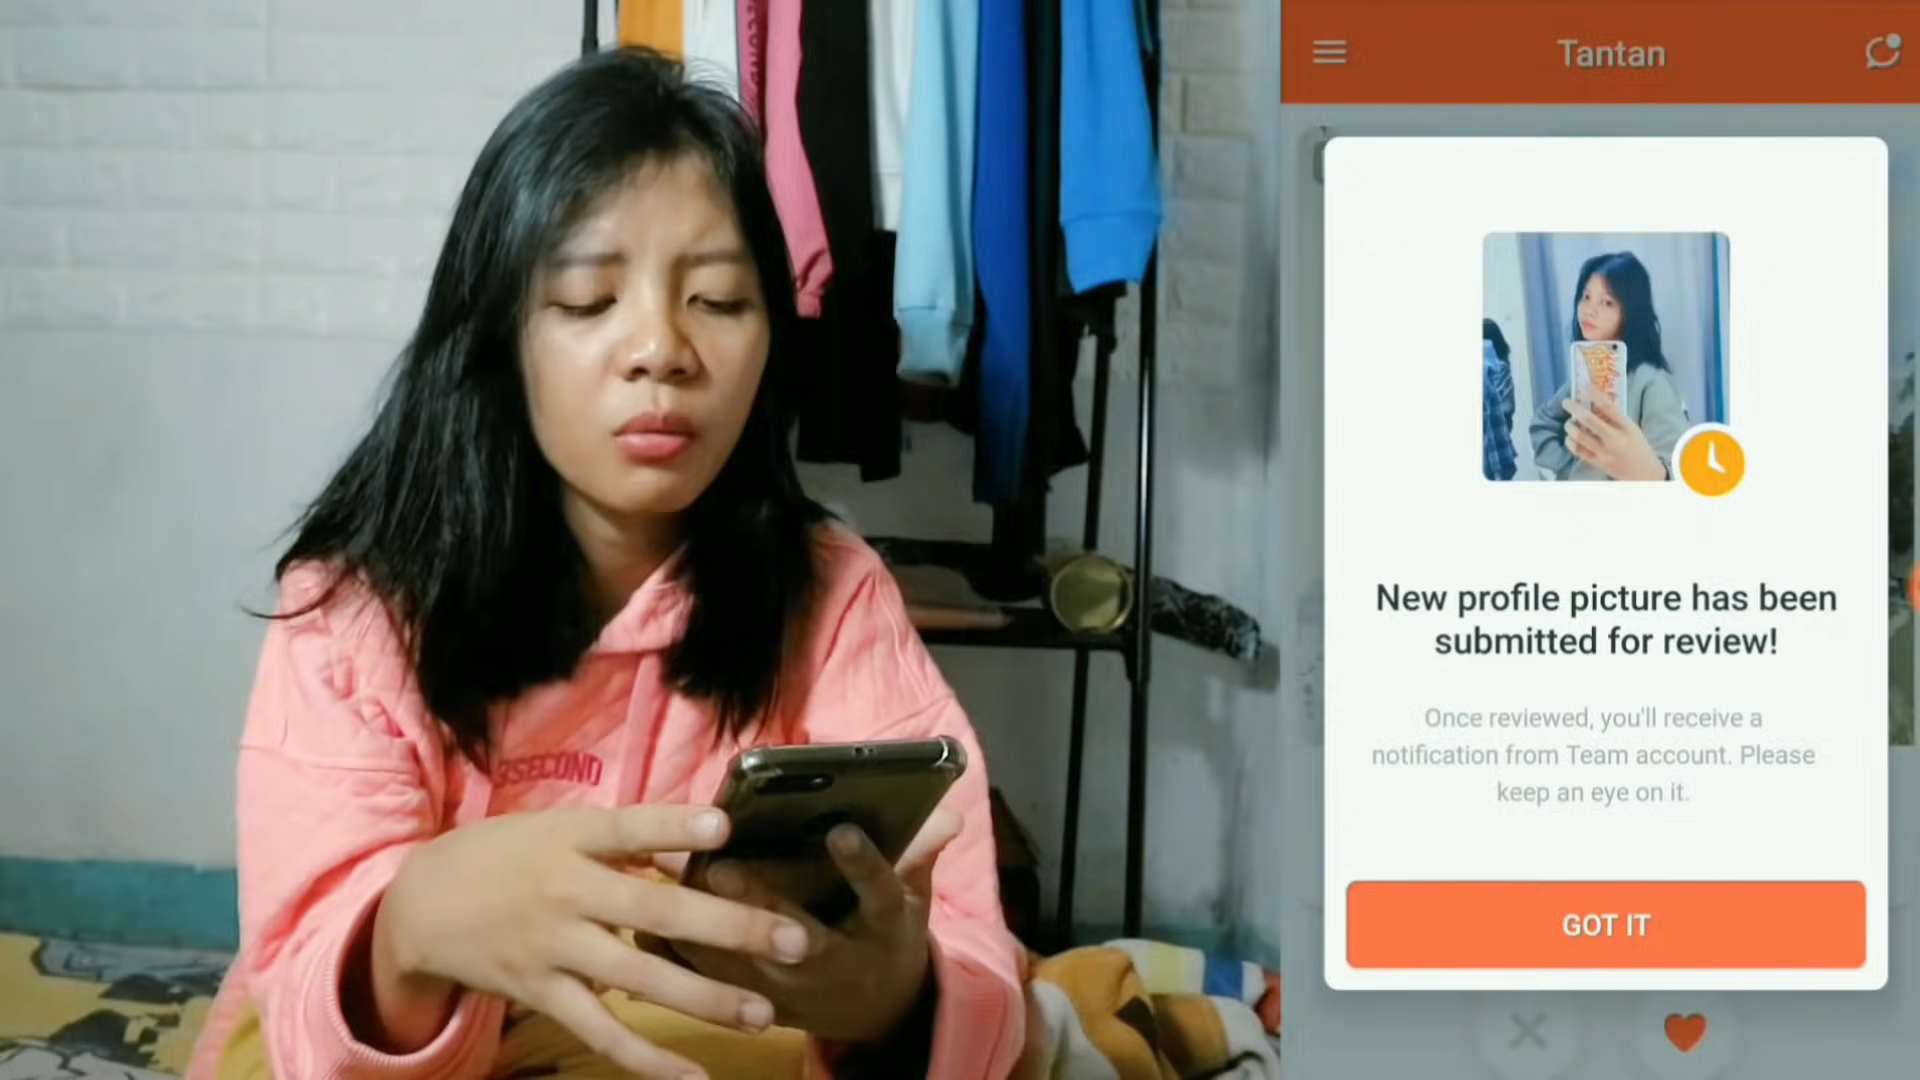 3SECOND
Tantan
New profile picture has been
submitted for review!
Once reviewed, you'll receive a
notification from Team account. Please
keep an eye on it.
GOT IT